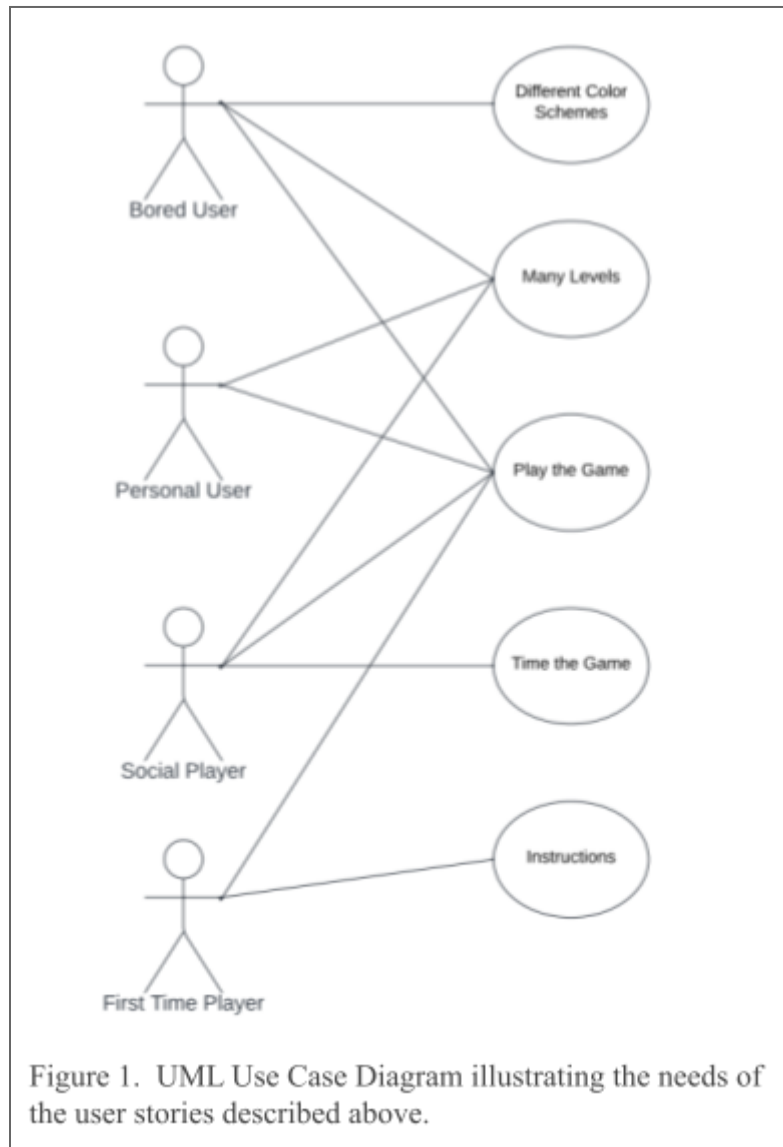 Different Color
Schemes
Bored User
Many Levels
Personal User
Play the Game
Time the Game
Social Player
Instructions
First Time Player
Figure 1.  UML Use Case Diagram illustrating the needs of
the user stories described above.